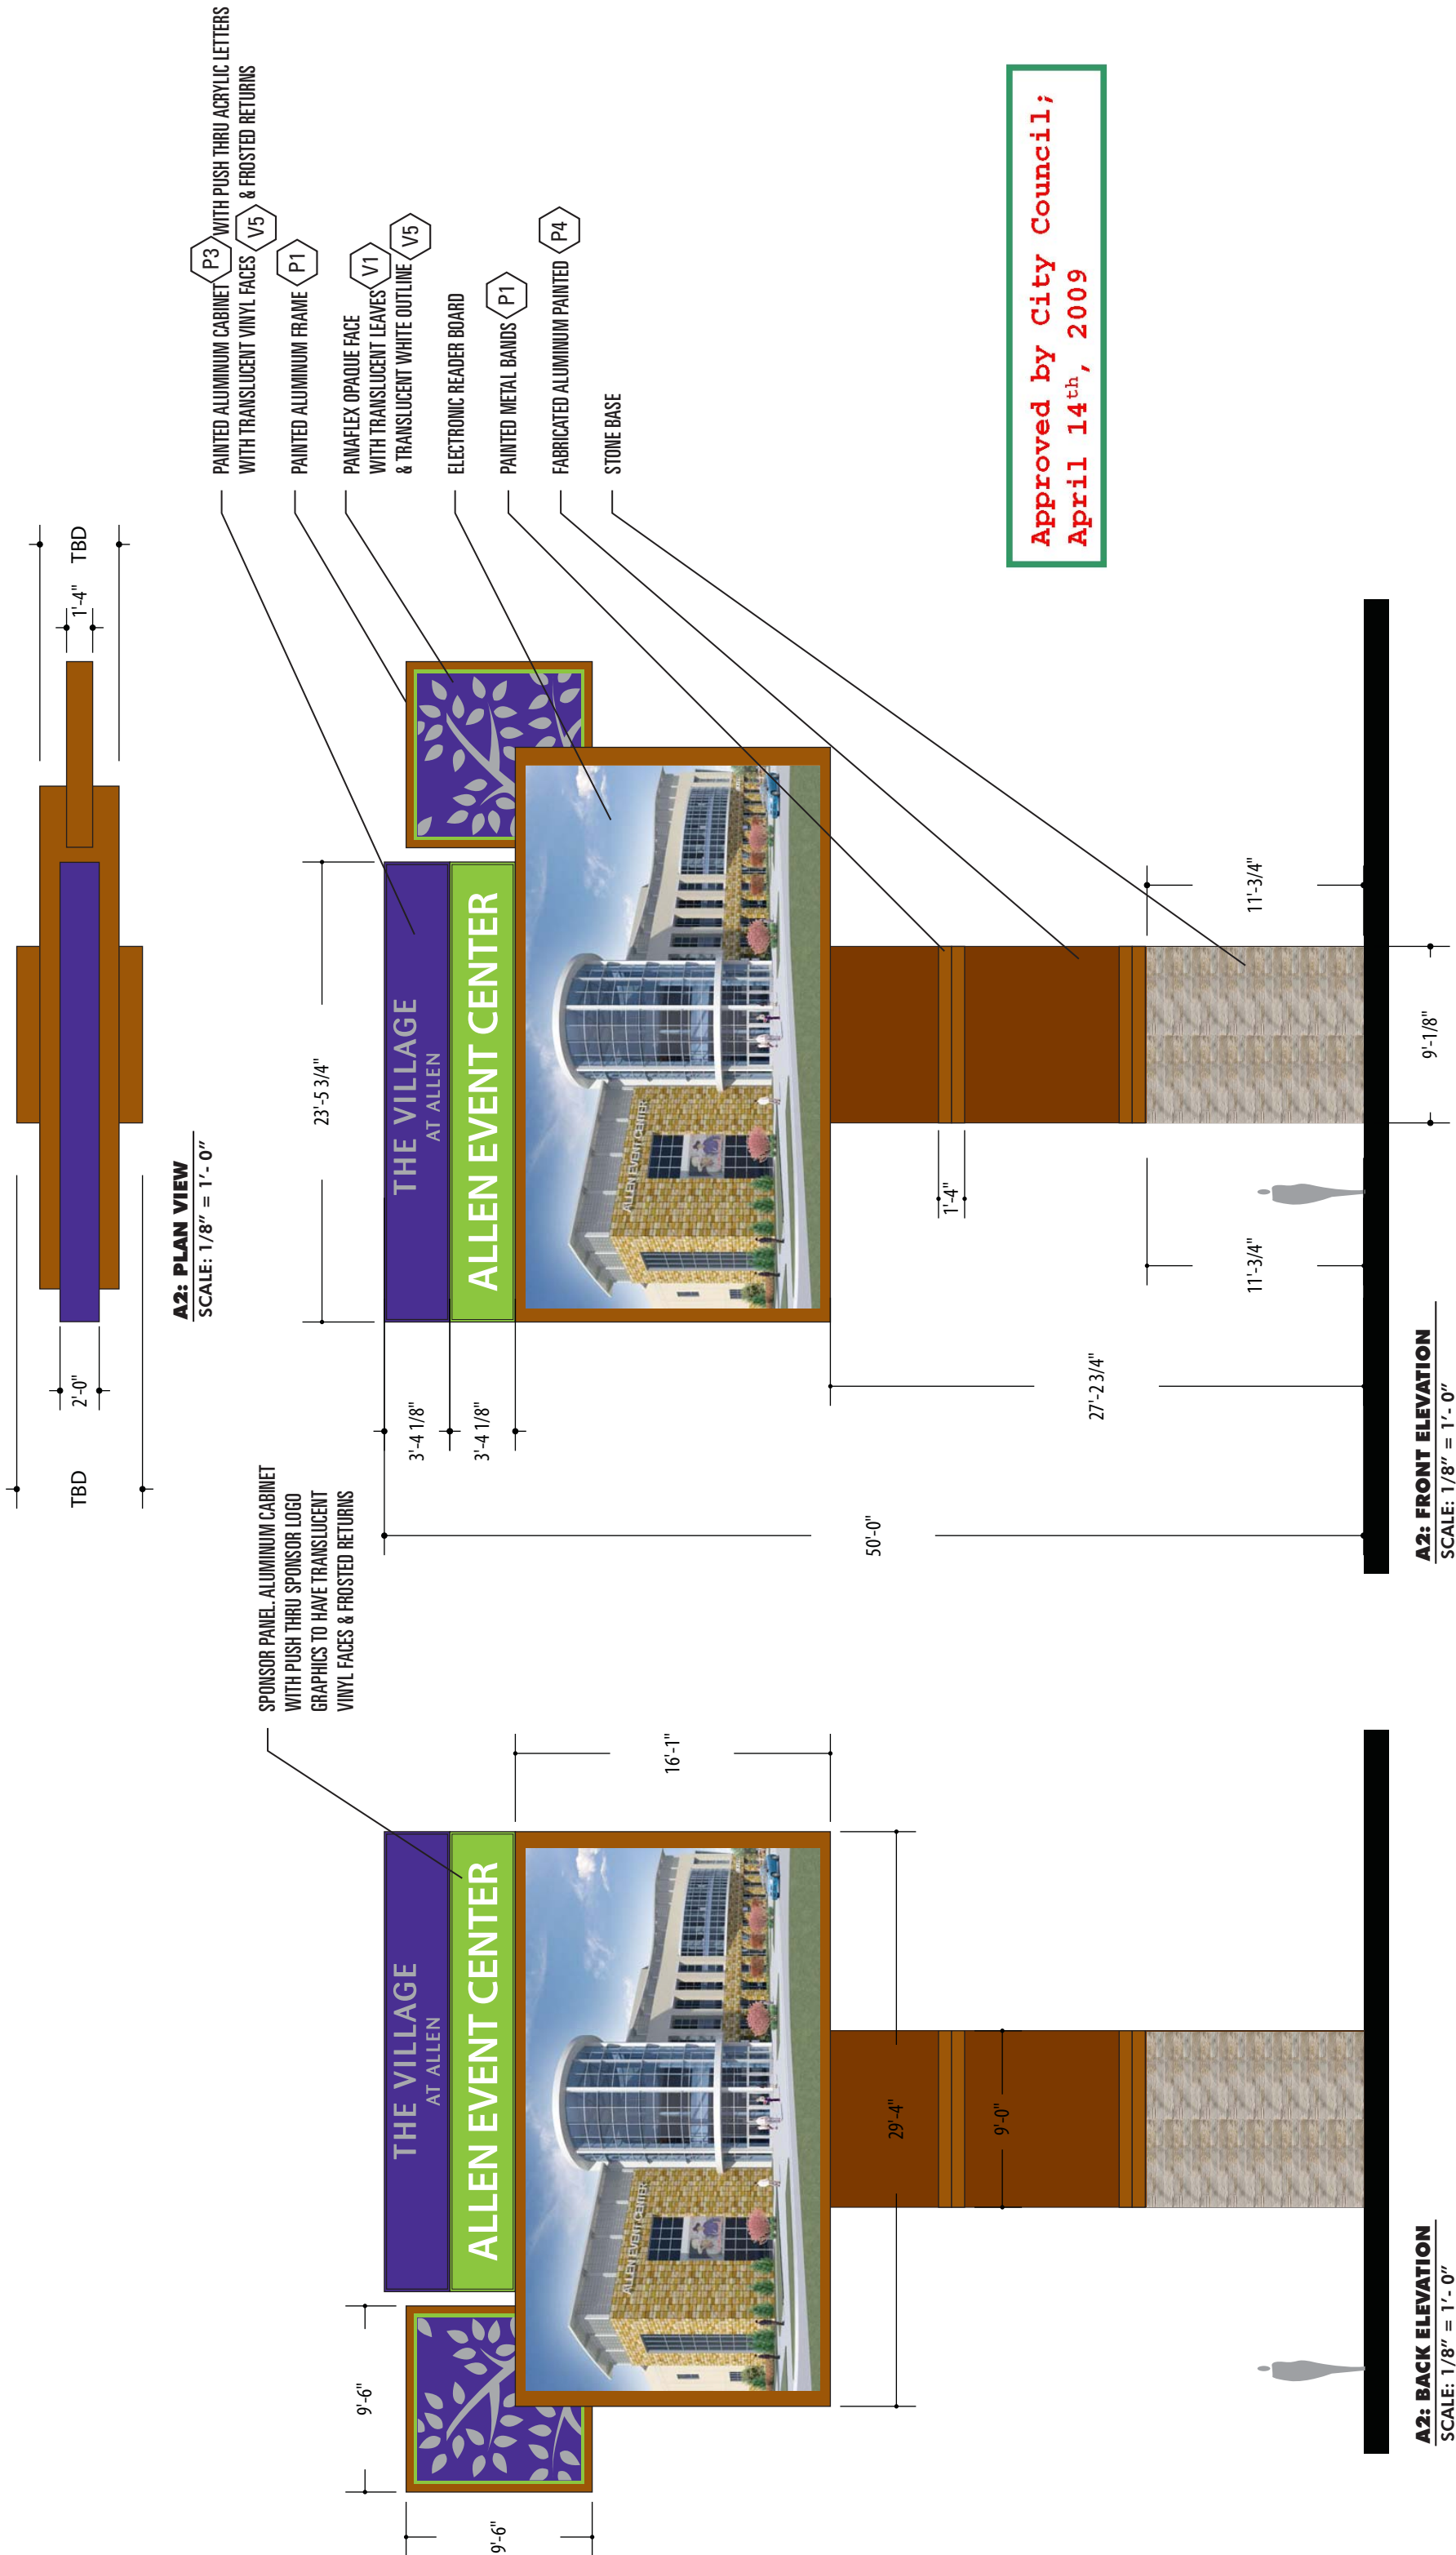 TBD
1'-4"
2'-0"
TBD
A2: PLAN VIEW
SCALE: 1/8" = 1'- 0"
PAINTED ALUMINUM CABINET P3 WITH PUSH THRU ACRYLIC LETTERS
WITH TRANSLUCENT VINYL FACES V5 & FROSTED RETURNS
PAINTED ALUMINUM FRAME P1
PANAFLEX OPAQUE FACE
WITH TRANSLUCENT LEAVES V1
& TRANSLUCENT WHITE OUTLINE V5
ELECTRONIC READER BOARD
PAINTED METAL BANDS P1
FABRICATED ALUMINUM PAINTED P4
STONE BASE
SPONSOR PANEL. ALUMINUM CABINET
WITH PUSH THRU SPONSOR LOGO
GRAPHICS TO HAVE TRANSLUCENT
VINYL FACES & FROSTED RETURNS
9'-6"
9'-6"
THE VILLAGE
AT ALLEN
ALLEN EVENT CENTER
ALLEN EVENT CENTER
16'-1"
29'-4"
9'-0"
A2: BACK ELEVATION
SCALE: 1/8" = 1'- 0"
23'-5 3/4"
3'-4 1/8"
3'-4 1/8"
50'-0"
THE VILLAGE
AT ALLEN
ALLEN EVENT CENTER
ALLEN EVENT CENTER
27'-2 3/4"
1'-4"
11'-3/4"
11'-3/4"
9'-1/8"
A2: FRONT ELEVATION
SCALE: 1/8" = 1'- 0"
Approved by City Council;
April 14th, 2009